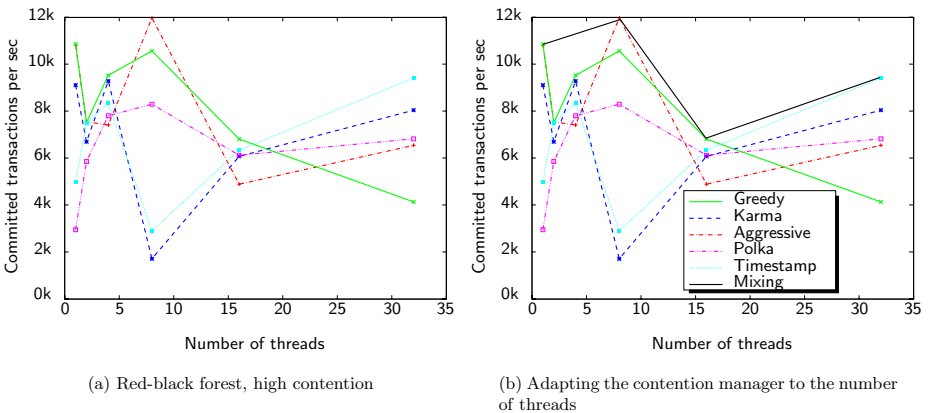 12k
10k
8k
6k
4k
2k
0k
0 5 10 15 20 25 30 35
Committed transactions per sec
Number of threads
(a) Red-black forest, high contention
12k
10k
8k
6k
4k
2k
0k
0 5 10 15 20 25 30 35
Committed transactions per sec
Number of threads
Greedy
Karma
Aggressive
Polka
Timestamp
Mixing
(b) Adapting the contention manager to the number
of threads